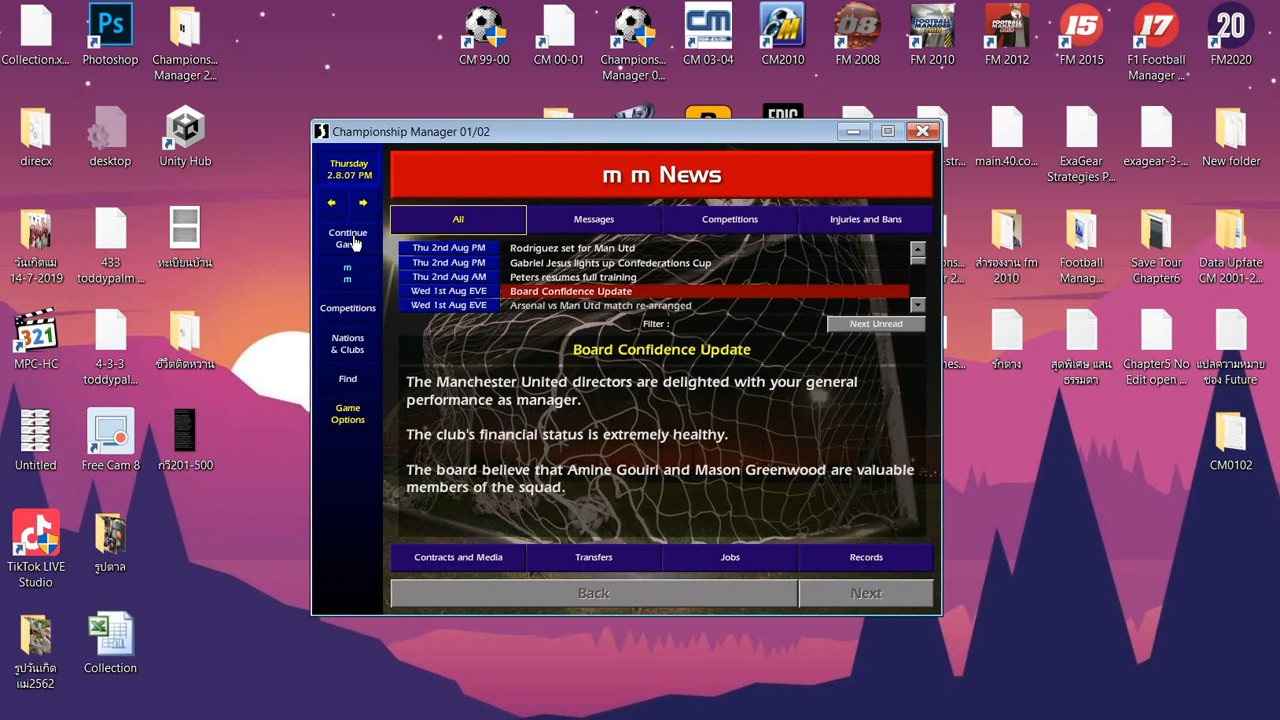 Collection.x...
Photoshop
Champions...
Manager 2...
CM 99-00
CM 00-01
Champions...
Manager 0...
CM 03-04
CM2010
FM 2008
FM 2010
FM 2012
FM 2015
F1 Football
Manager ...
FM2020
direcx
desktop
Unity Hub
main.40.co...
ExaGear
Strategies P...
exagear-3-...
New folder
Championship Manager 01/02
Thursday
2.8.07 PM
m m News
Continue
Game
m
m
Competitions
Nations
& Clubs
Find
Game
Options
All
Messages
Competitions
Injuries and Bans
Thu 2nd Aug PM Rodriguez set for Man Utd
Thu 2nd Aug PM Gabriel Jesus lights up Confederations Cup
Thu 2nd Aug AM Peters resumes full training
Wed 1st Aug EVE Board Confidence Update
Wed 1st Aug EVE Arsenal vs Man Utd match re-arranged
Filter :
Next Unread
Board Confidence Update
The Manchester United directors are delighted with your general
performance as manager.
The club's financial status is extremely healthy.
The board believe that Amine Gouiri and Mason Greenwood are valuable
members of the squad.
Contracts and Media
Transfers
Jobs
Records
Back
Next
วันเกิดแม่
14-7-2019
433
toddypalm...
ทะเบียนบ้าน
สำรองงาน fm
2010
Football
Manag...
Save Tour
Chapter6
Data Upfate
CM 2001-2...
MPC-HC
4-3-3
toddypal...
ชีวิตติดหวาน
รักต่าง
สุดพิเศษ แสน
ธรรมดา
Chapter5 No
Edit open ...
แปลความหมาย
ของ Future
Untitled
Free Cam 8
กวี201-500
CM0102
TikTok LIVE
Studio
รูปตาล
รูปวันเกิด
แม่2562
Collection